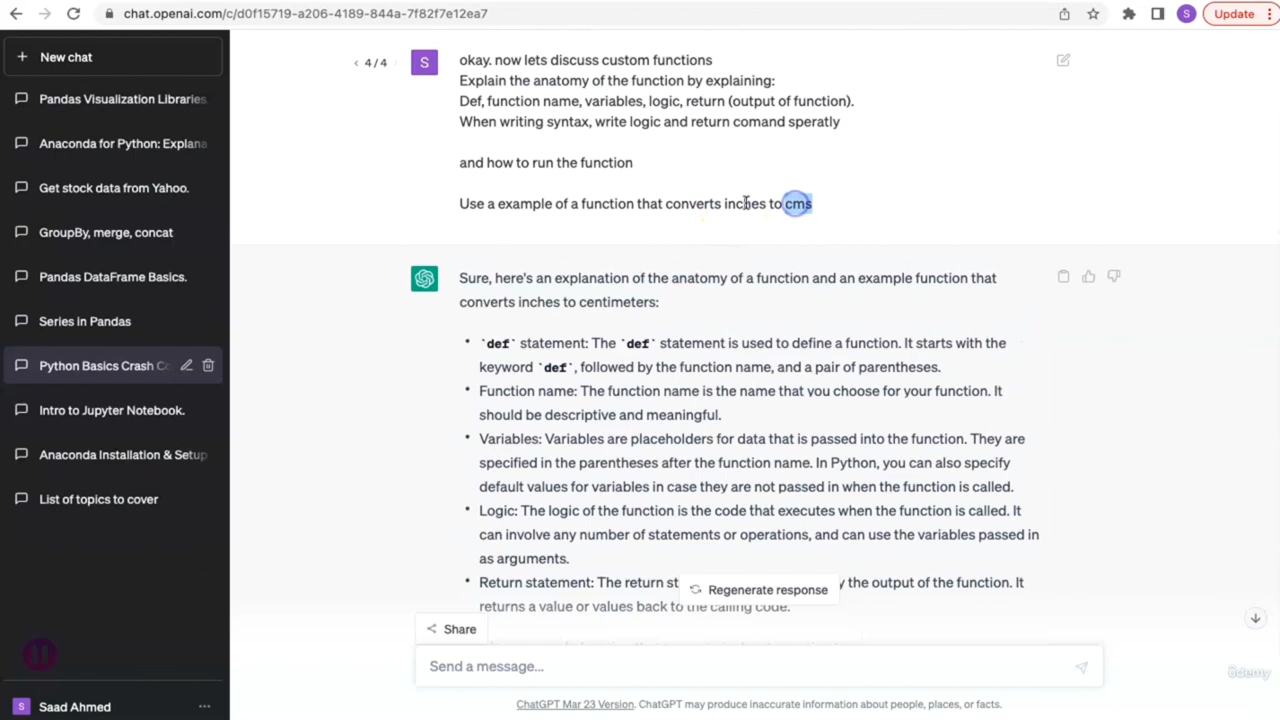 chat.openai.com/c/d0f15719-a206-4189-844a-7f82f7e12ea7
S
Update
New chat
Pandas Visualization Libraries
Anaconda for Python: Explana
Get stock data from Yahoo.
GroupBy, merge, concat
Pandas DataFrame Basics.
Series in Pandas
Python Basics Crash Co
Intro to Jupyter Notebook.
Anaconda Installation & Setup
List of topics to cover
S Saad Ahmed
< 4 / 4
S
okay. now lets discuss custom functions
Explain the anatomy of the function by explaining:
Def, function name, variables, logic, return (output of function).
When writing syntax, write logic and return comand speratly
and how to run the function
Use a example of a function that converts inches to cms
Sure, here's an explanation of the anatomy of a function and an example function that
converts inches to centimeters:
• `def` statement: The `def` statement is used to define a function. It starts with the
keyword `def`, followed by the function name, and a pair of parentheses.
• Function name: The function name is the name that you choose for your function. It
should be descriptive and meaningful.
• Variables: Variables are placeholders for data that is passed into the function. They are
specified in the parentheses after the function name. In Python, you can also specify
default values for variables in case they are not passed in when the function is called.
• Logic: The logic of the function is the code that executes when the function is called. It
can involve any number of statements or operations, and can use the variables passed in
as arguments.
• Return statement: The return st
y the output of the function. It
Regenerate response
returns a value or values back to the calling code.
Share
Send a message...
ChatGPT Mar 23 Version. ChatGPT may produce inaccurate information about people, places, or facts.
ûdemy